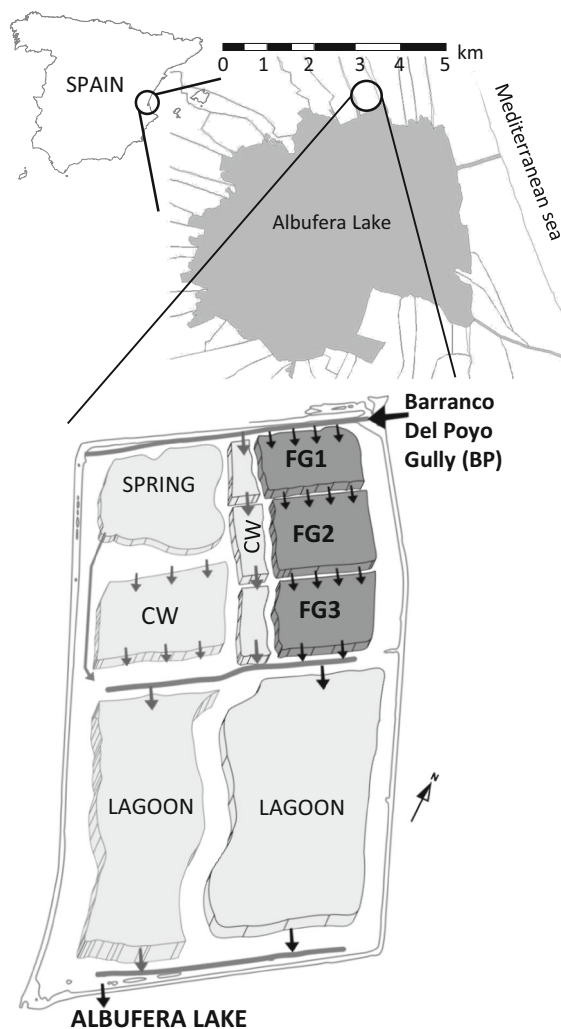 SPAIN
0 1 2 3 4 5 km
Mediterranean sea
Albufera Lake
Barranco
Del Poyo
Gully (BP)
FG1
SPRING
CW
FG2
CW
FG3
N
LAGOON
LAGOON
ALBUFERA LAKE